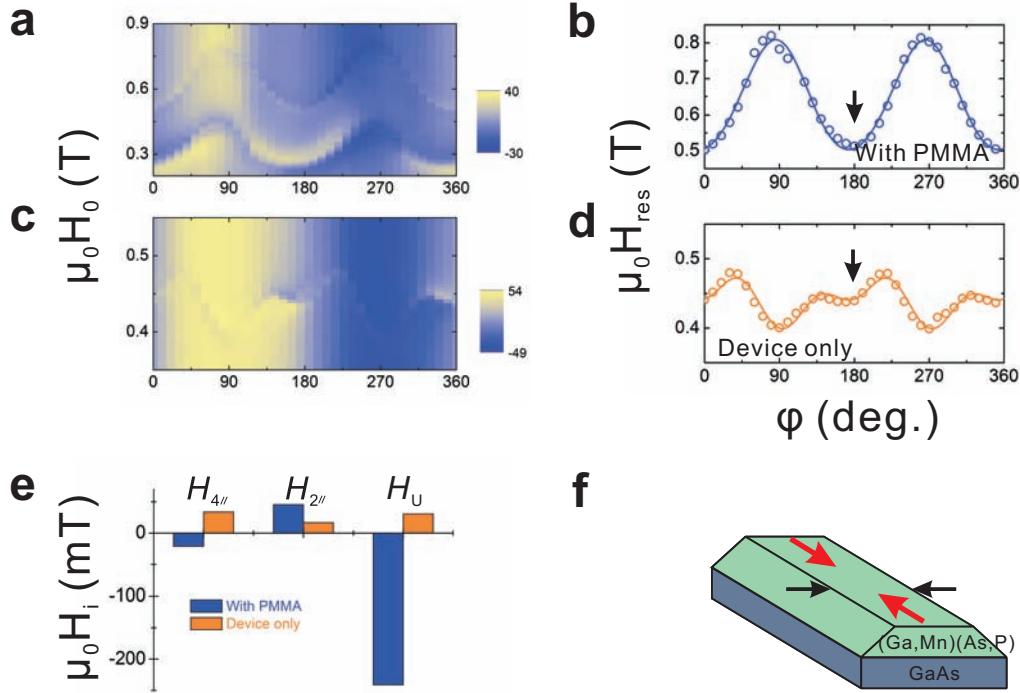 a
0.9
0.6
0.3
0 90 180 270 360
40
-30
b
0.8
0.7
0.6
0.5
With PMMA
0 90 180 270 360
μ₀H₀ (T)
μ₀H_res (T)
c
0.5
0.4
0 90 180 270 360
54
-49
d
0.5
0.4
Device only
0 90 180 270 360
φ (deg.)
e
H₄// H₂// H_U
0
-100
-200
μ₀H_i (mT)
With PMMA
Device only
f
(Ga,Mn)(As,P)
GaAs